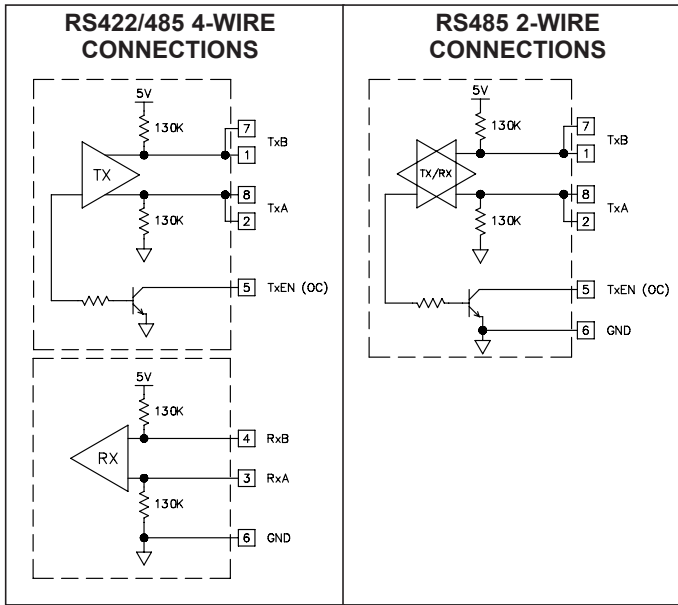 RS422/485 4-WIRE
CONNECTIONS
5V
130K
7
TxB
1
TX
8
TxA
2
130K
5 TxEN (OC)
5V
130K
4 RxB
RX
3 RxA
130K
6 GND
RS485 2-WIRE
CONNECTIONS
5V
130K
7
TxB
1
TX/RX
8
TxA
2
130K
5 TxEN (OC)
6 GND